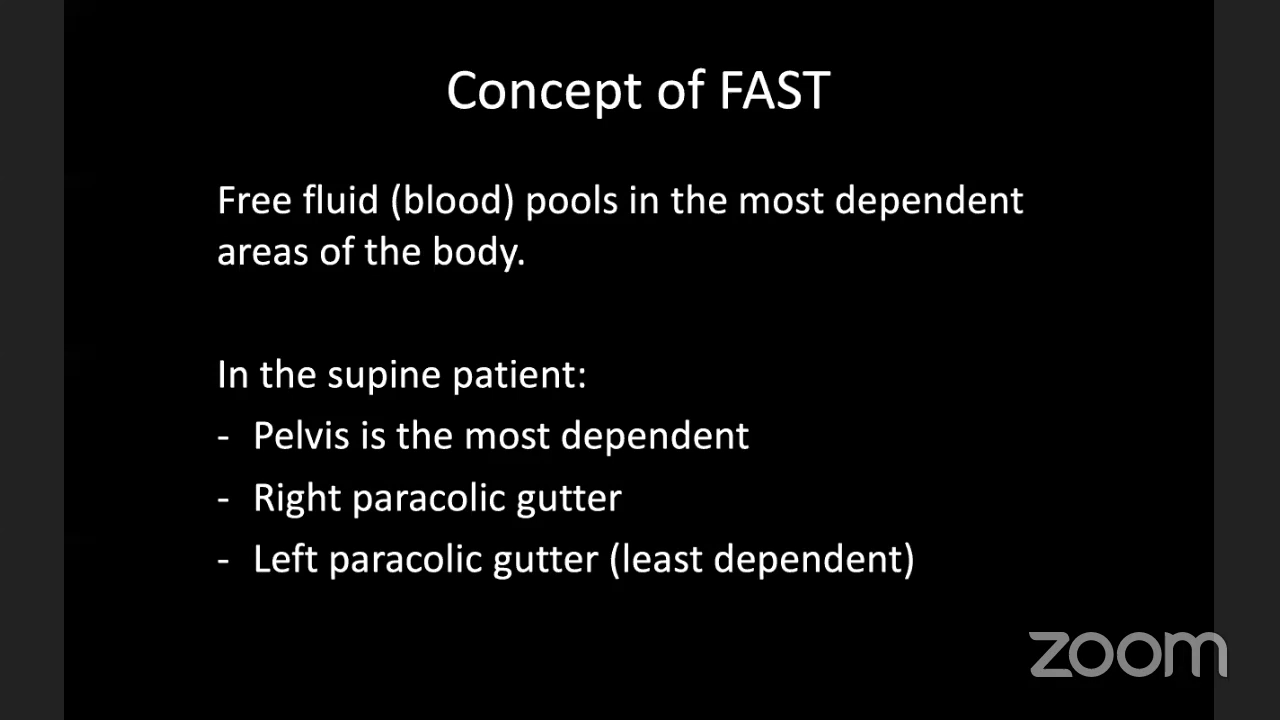 Concept of FAST
Free fluid (blood) pools in the most dependent
areas of the body.
In the supine patient:
- Pelvis is the most dependent
- Right paracolic gutter
- Left paracolic gutter (least dependent)
zoom